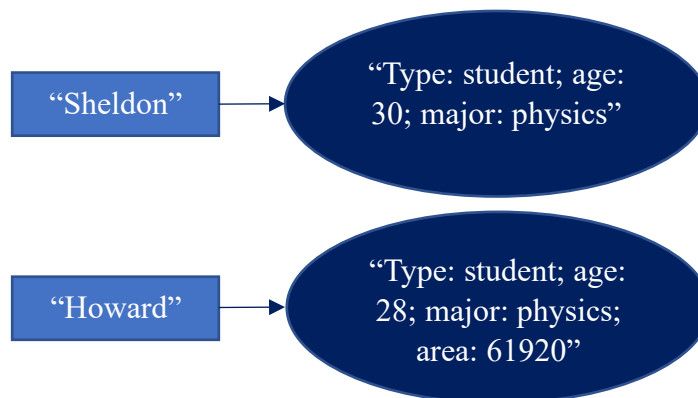 “Sheldon”
“Type: student; age:
30; major: physics”
“Howard”
“Type: student; age:
28; major: physics;
area: 61920”